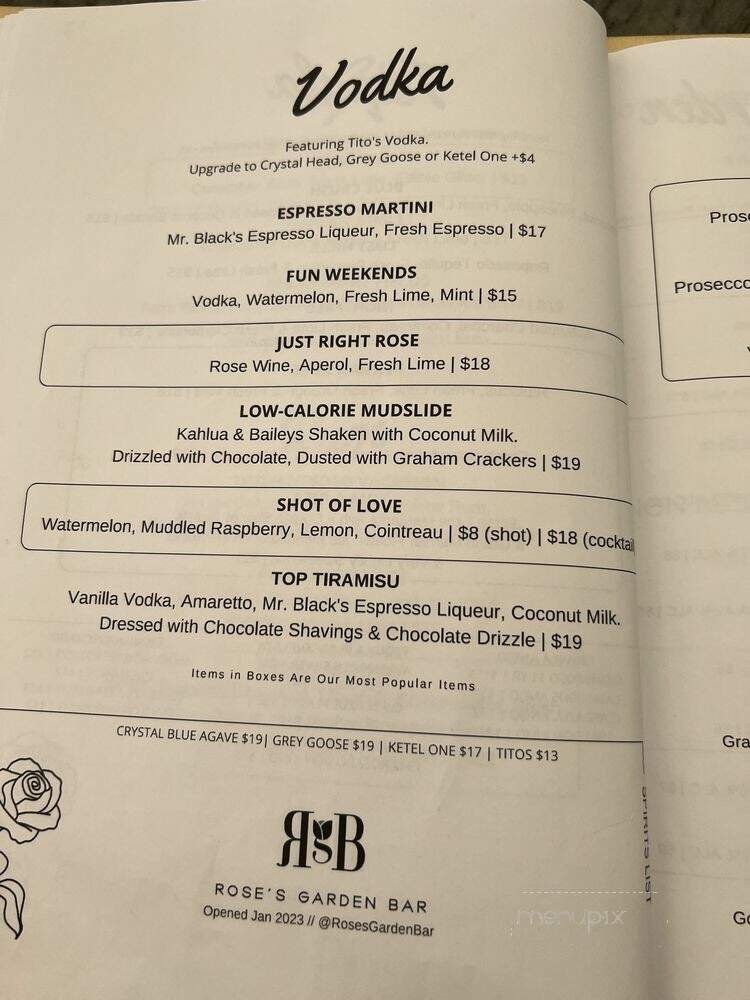 Vodka
Featuring Tito's Vodka.
Upgrade to Crystal Head, Grey Goose or Ketel One +$4
ESPRESSO MARTINI
Mr. Black's Espresso Liqueur, Fresh Espresso | $17
FUN WEEKENDS
Vodka, Watermelon, Fresh Lime, Mint | $15
JUST RIGHT ROSE
Rose Wine, Aperol, Fresh Lime | $18
LOW-CALORIE MUDSLIDE
Kahlua & Baileys Shaken with Coconut Milk.
Drizzled with Chocolate, Dusted with Graham Crackers | $19
SHOT OF LOVE
Watermelon, Muddled Raspberry, Lemon, Cointreau | $8 (shot) | $18 (cocktail
TOP TIRAMISU
Vanilla Vodka, Amaretto, Mr. Black's Espresso Liqueur, Coconut Milk.
Dressed with Chocolate Shavings & Chocolate Drizzle | $19
Items in Boxes Are Our Most Popular Items
CRYSTAL BLUE AGAVE $19| GREY GOOSE $19 | KETEL ONE $17 | TITOS $13
SPIRITS LIST
RgB
ROSE'S GARDEN BAR
Opened Jan 2023 // @RosesGardenBar
menupix
Prosecco